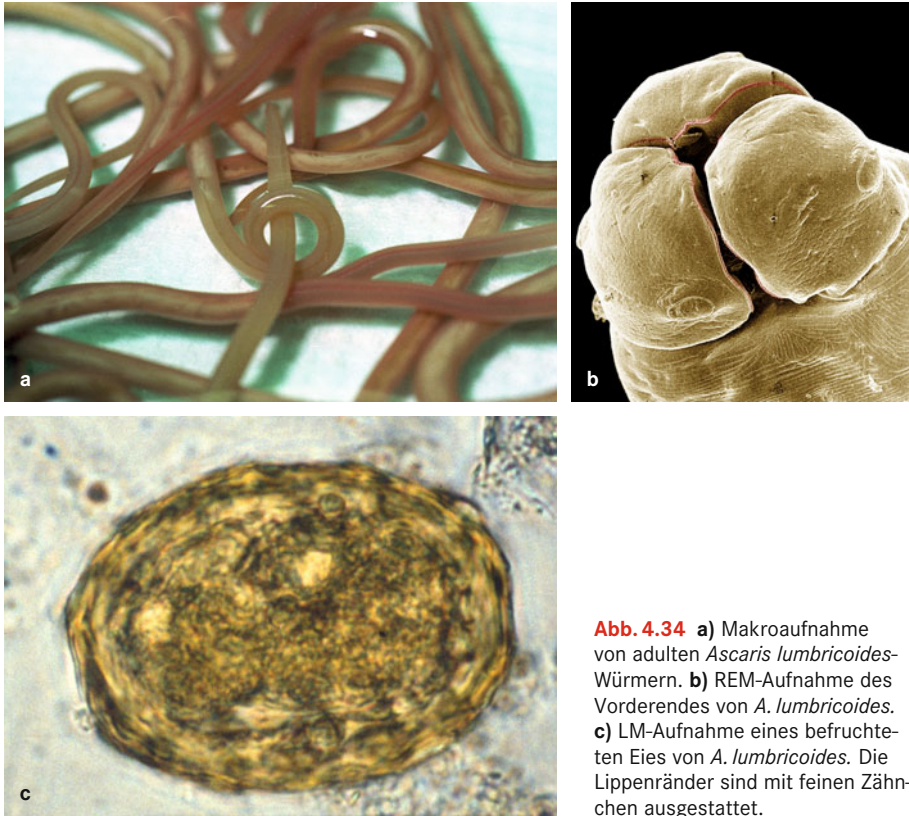 a
b
c
Abb. 4.34 a) Makroaufnahme
von adulten Ascaris lumbricoides-
Würmern. b) REM-Aufnahme des
Vorderendes von A. lumbricoides.
c) LM-Aufnahme eines befruchte-
ten Eies von A. lumbricoides. Die
Lippenränder sind mit feinen Zähn-
chen ausgestattet.